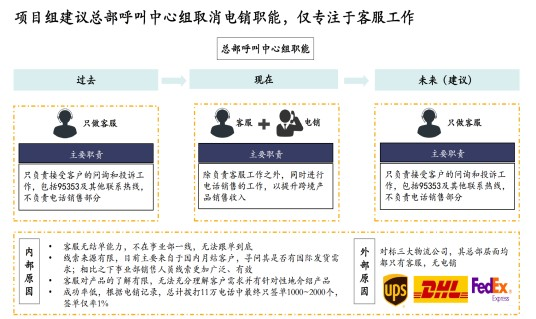 项目组建议总部呼叫中心组取消电销职能，仅专注于客服工作
总部呼叫中心组职能
过去
现在
未来（建议）
只做客服
主要职责
只负责接受客户的问询和投诉工
作，包括95353及其他联系热线，
不负责电话销售部分
客服
电销
主要职责
除负责客服工作之外，同时进行
电话销售的工作，以提升跨境产
品销售收入
只做客服
主要职责
只负责接受客户的问询和投诉工
作，包括95353及其他联系热线，
不负责电话销售部分
内部原因
• 客服无结单能力，不在事业部一线，无法跟单到底
• 线索来源有限，目前主要来自于国内月结客户，寻问是否有国际发货需
求；相比之下事业部销售人员线索更加广泛、有效
• 客服对产品的了解有限，无法充分理解客户需求并有针对性地介绍产品
• 成功率低，根据电销记录，总计拨打11万电话中最终只签单1000~2000个，
签单仅率1%
外部原因
对标三大物流公司，其总部层面均
都只有客服，无电销
ups
DHL
FedEx
Express